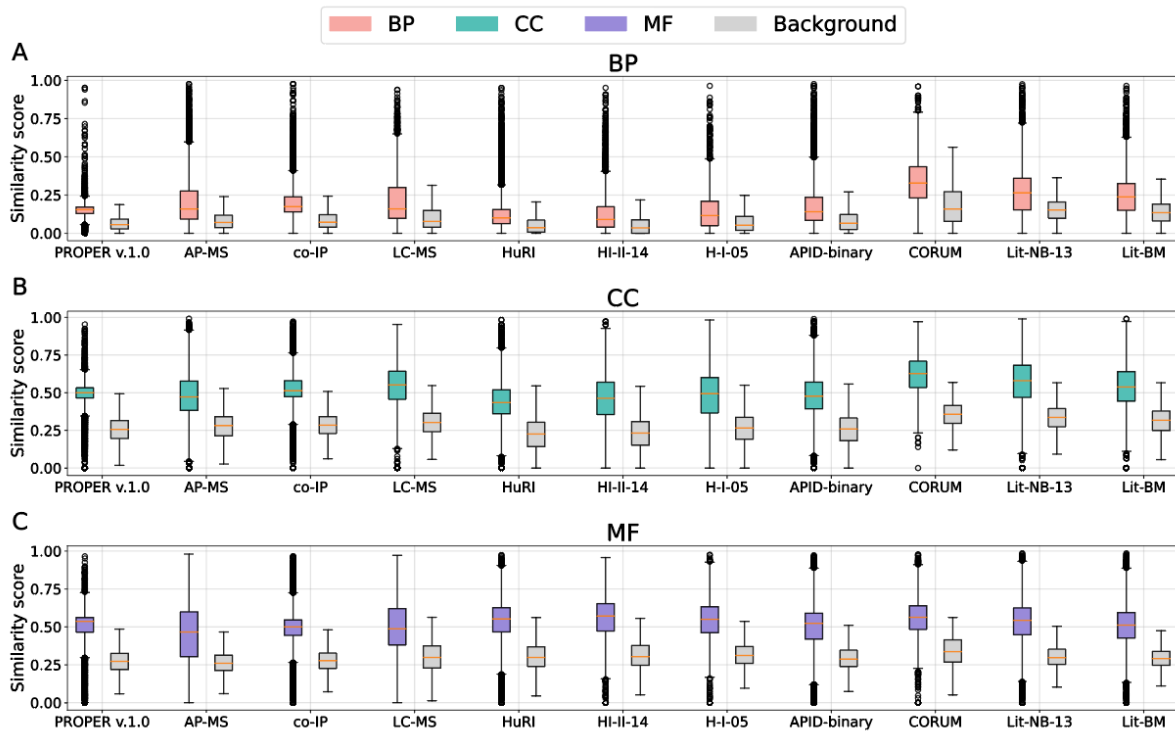 BP CC MF Background
A
BP
Similarity score
1.00
0.75
0.50
0.25
0.00
PROPER v.1.0 AP-MS co-IP LC-MS HuRI HI-II-14 H-I-05 APID-binary CORUM Lit-NB-13 Lit-BM
B
CC
Similarity score
1.00
0.75
0.50
0.25
0.00
PROPER v.1.0 AP-MS co-IP LC-MS HuRI HI-II-14 H-I-05 APID-binary CORUM Lit-NB-13 Lit-BM
C
MF
Similarity score
1.00
0.75
0.50
0.25
0.00
PROPER v.1.0 AP-MS co-IP LC-MS HuRI HI-II-14 H-I-05 APID-binary CORUM Lit-NB-13 Lit-BM